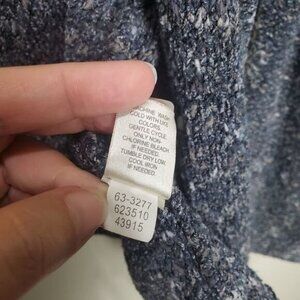 MACHINE WASH
COLD WITH LIKE
COLORS.
GENTLE CYCLE.
ONLY NON-
CHLORINE BLEACH
IF NEEDED.
TUMBLE DRY LOW.
COOL IRON
IF NEEDED.
63-3277
623510
43915